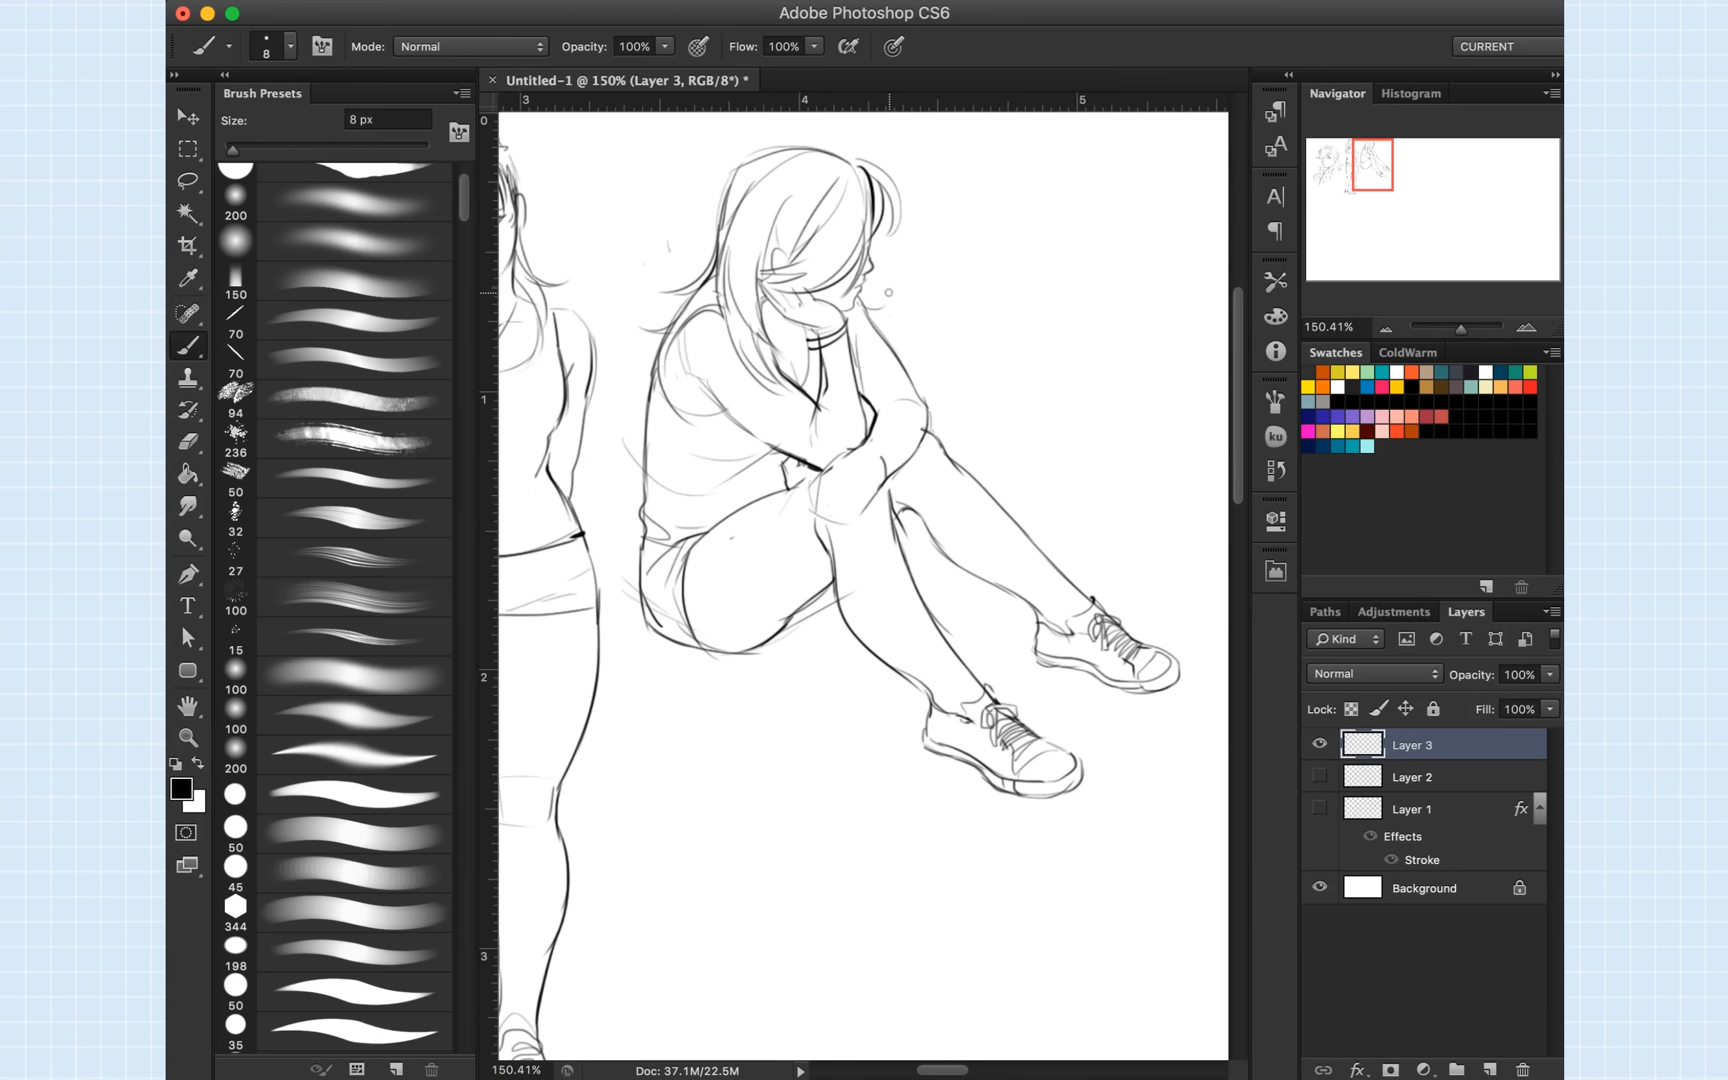 Adobe Photoshop CS6
8
Mode: Normal
Opacity: 100%
Flow: 100%
CURRENT
Brush Presets
Untitled-1 @ 150% (Layer 3, RGB/8*) *
Navigator
Histogram
Size: 8 px
3
4
5
0
1
2
3
200
150
70
70
94
236
50
32
27
100
15
100
100
200
50
45
344
198
50
35
T
A
A
ku
150.41%
Swatches
ColdWarm
Paths
Adjustments
Layers
Kind
T
Normal
Opacity: 100%
Lock:
Fill: 100%
Layer 3
Layer 2
Layer 1
fx
Effects
Stroke
Background
150.41%
Doc: 37.1M/22.5M
fx